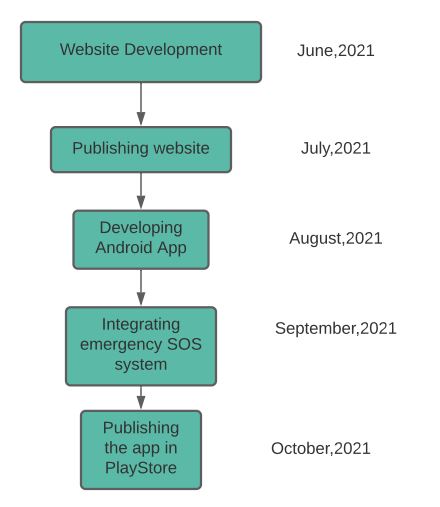 Website Development
June,2021
Publishing website
July,2021
Developing
Android App
August,2021
Integrating
emergency SOS
system
September,2021
Publishing
the app in
PlayStore
October,2021